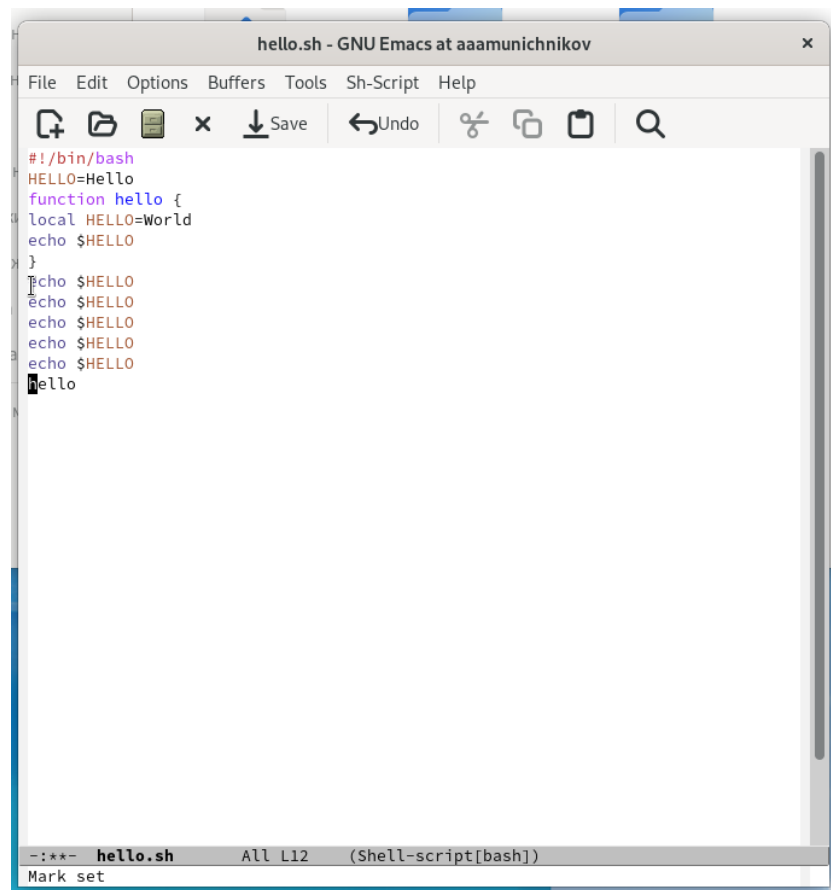 hello.sh - GNU Emacs at aaamunichnikov
File Edit Options Buffers Tools Sh-Script Help
Save Undo
#!/bin/bash
HELLO=Hello
function hello {
local HELLO=World
echo $HELLO
}
echo $HELLO
echo $HELLO
echo $HELLO
echo $HELLO
echo $HELLO
hello
-:**- hello.sh All L12 (Shell-script[bash])
Mark set